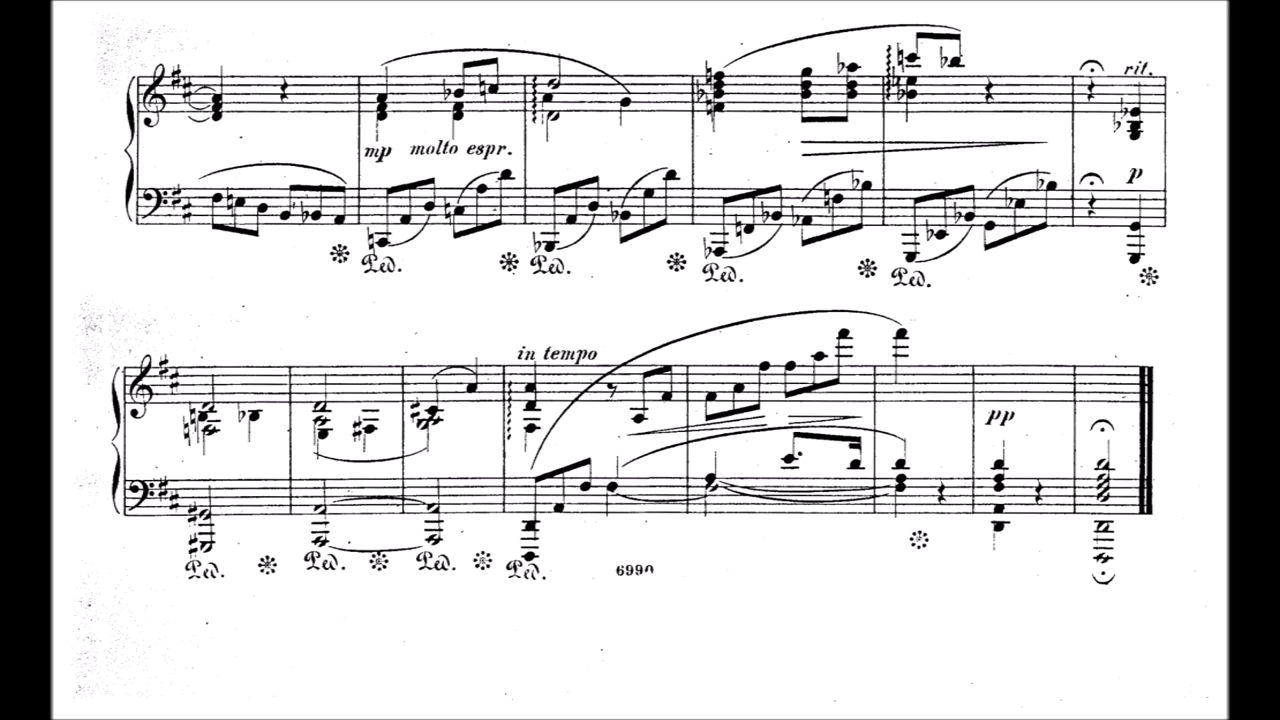 rit.
mp molto espr.
p
Ped. Ped. Ped. Ped.
in tempo
pp
Ped. Ped. Ped. Ped.
6990